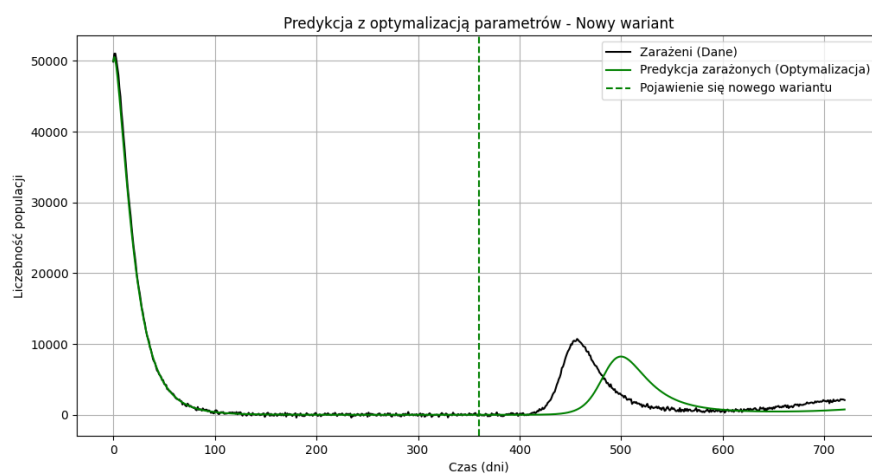 Predykcja z optymalizacją parametrów - Nowy wariant
Zarażeni (Dane)
Predykcja zarażonych (Optymalizacja)
Pojawienie się nowego wariantu
Liczebność populacji
50000
40000
30000
20000
10000
0
0 100 200 300 400 500 600 700
Czas (dni)